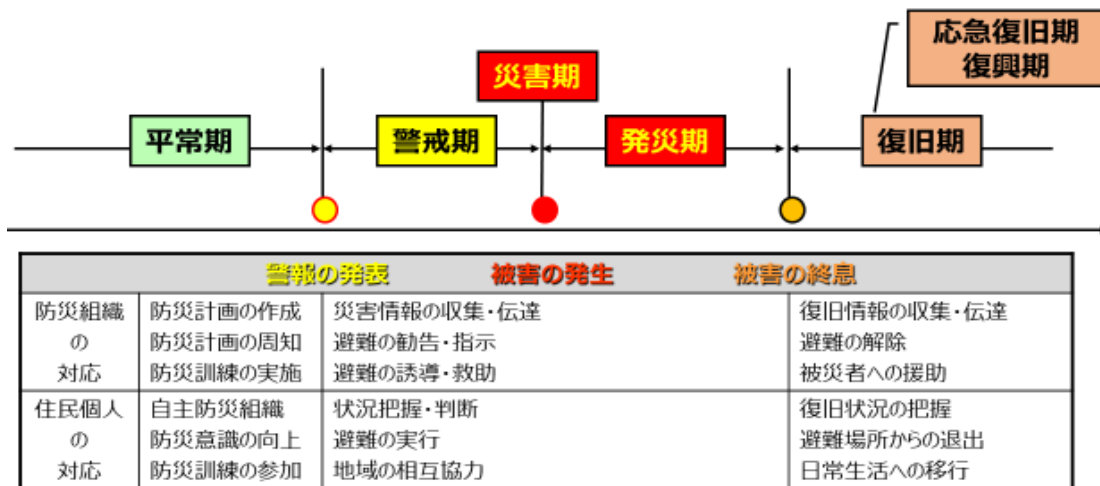 応急復旧期
復興期
災害期
平常期
警戒期
発災期
復旧期
警報の発表 被害の発生 被害の終息
防災組織 防災計画の作成 災害情報の収集・伝達 復旧情報の収集・伝達
の 防災計画の周知 避難の勧告・指示 避難の解除
対応 防災訓練の実施 避難の誘導・救助 被災者への援助
住民個人 自主防災組織 状況把握・判断 復旧状況の把握
の 防災意識の向上 避難の実行 避難場所からの退出
対応 防災訓練の参加 地域の相互協力 日常生活への移行